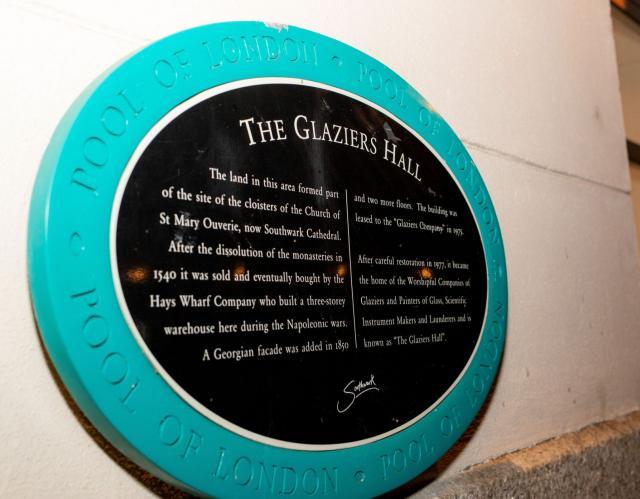 POOL OF LONDON • POOL OF LONDON • POOL OF LONDON • POOL OF LONDON •
THE GLAZIERS HALL
The land in this area formed part
of the site of the cloisters of the Church of
St Mary Ouverie, now Southwark Cathedral.
After the dissolution of the monasteries in
1540 it was sold and eventually bought by the
Hays Wharf Company who built a three-storey
warehouse here during the Napoleonic wars.
A Georgian facade was added in 1850
and two more floors. The building was
leased to the "Glaziers Company" in 1975.
After careful restoration in 1977, it became
the home of the Worshipful Companies of
Glaziers and Painters of Glass, Scientific
Instrument Makers and Launderers and is
known as "The Glaziers Hall".
Southwark